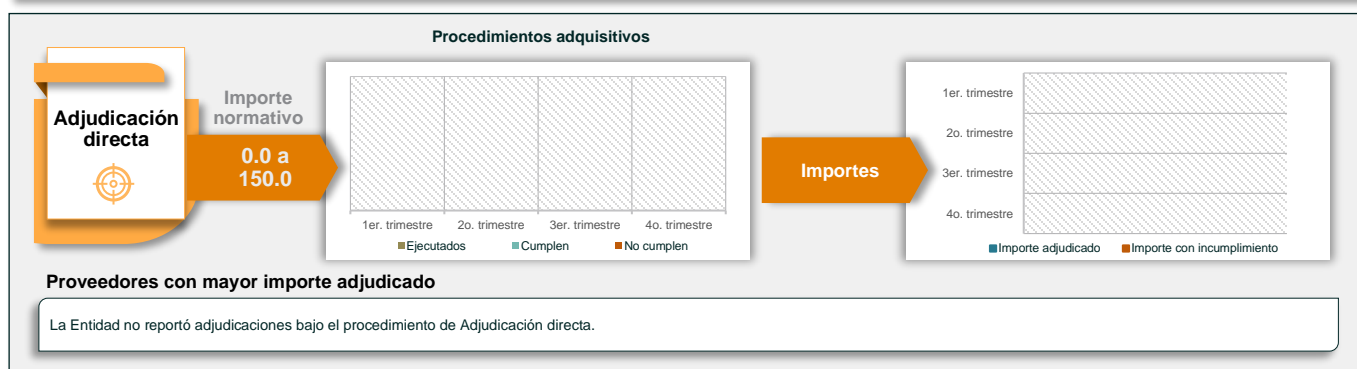 Procedimientos adquisitivos
Adjudicación
directa
Importe
normativo
0.0 a
150.0
1er. trimestre 2o. trimestre 3er. trimestre 4o. trimestre
Ejecutados Cumplen No cumplen
Importes
1er. trimestre
2o. trimestre
3er. trimestre
4o. trimestre
Importe adjudicado Importe con incumplimiento
Proveedores con mayor importe adjudicado
La Entidad no reportó adjudicaciones bajo el procedimiento de Adjudicación directa.